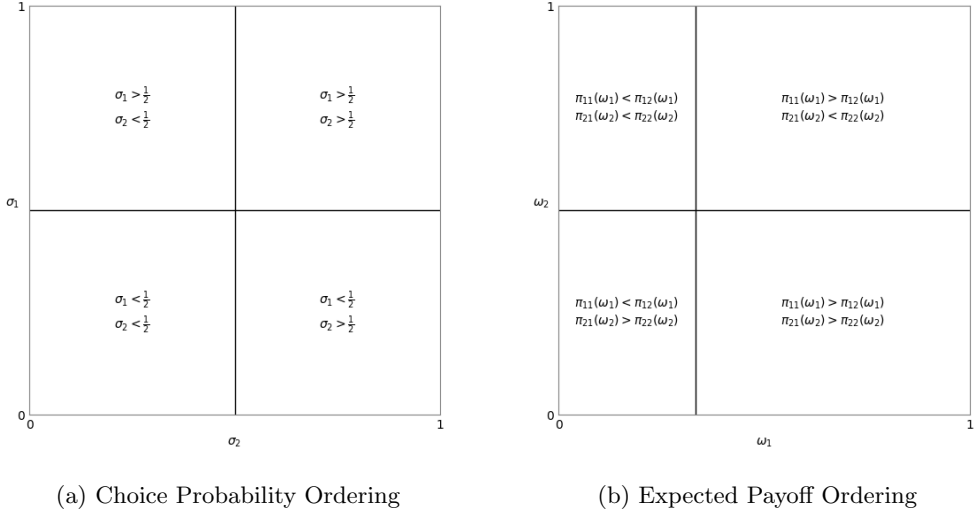 1
σ₁ > 1/2
σ₂ < 1/2
σ₁ > 1/2
σ₂ > 1/2
σ₁
σ₁ < 1/2
σ₂ < 1/2
σ₁ < 1/2
σ₂ > 1/2
0
0
1
σ₂
(a) Choice Probability Ordering
1
π₁₁(ω₁) < π₁₂(ω₁)
π₂₁(ω₂) < π₂₂(ω₂)
π₁₁(ω₁) > π₁₂(ω₁)
π₂₁(ω₂) < π₂₂(ω₂)
ω₂
π₁₁(ω₁) < π₁₂(ω₁)
π₂₁(ω₂) > π₂₂(ω₂)
π₁₁(ω₁) > π₁₂(ω₁)
π₂₁(ω₂) > π₂₂(ω₂)
0
0
1
ω₁
(b) Expected Payoff Ordering